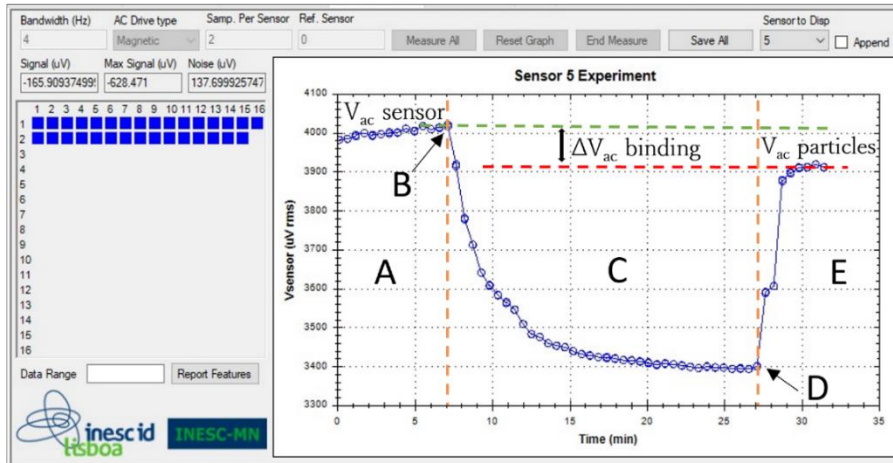 Bandwidth (Hz) AC Drive type Samp. Per Sensor Ref. Sensor Sensor to Disp
4 Magnetic 2 0 Measure All Reset Graph End Measure Save All 5 Append
Signal (uV) Max Signal (uV) Noise (uV)
-165.90937499 -628.471 137.699925747
1 2 3 4 5 6 7 8 9 10 11 12 13 14 15 16
1
2
3
4
5
6
7
8
9
10
11
12
13
14
15
16
Data Range Report Features
inesc id
lisboa
INESC-MN
Sensor 5 Experiment
4100
4000
3900
3800
3700
3600
3500
3400
3300
Vsensor (uV rms)
Vac sensor
ΔVac binding
Vac particles
A
B
C
D
E
0 5 10 15 20 25 30 35
Time (min)